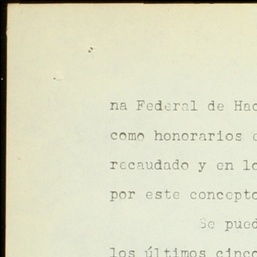 na Federal de Hac
como honorarios
recaudado y en lo
por este concepto
Se pued
los últimos cinco